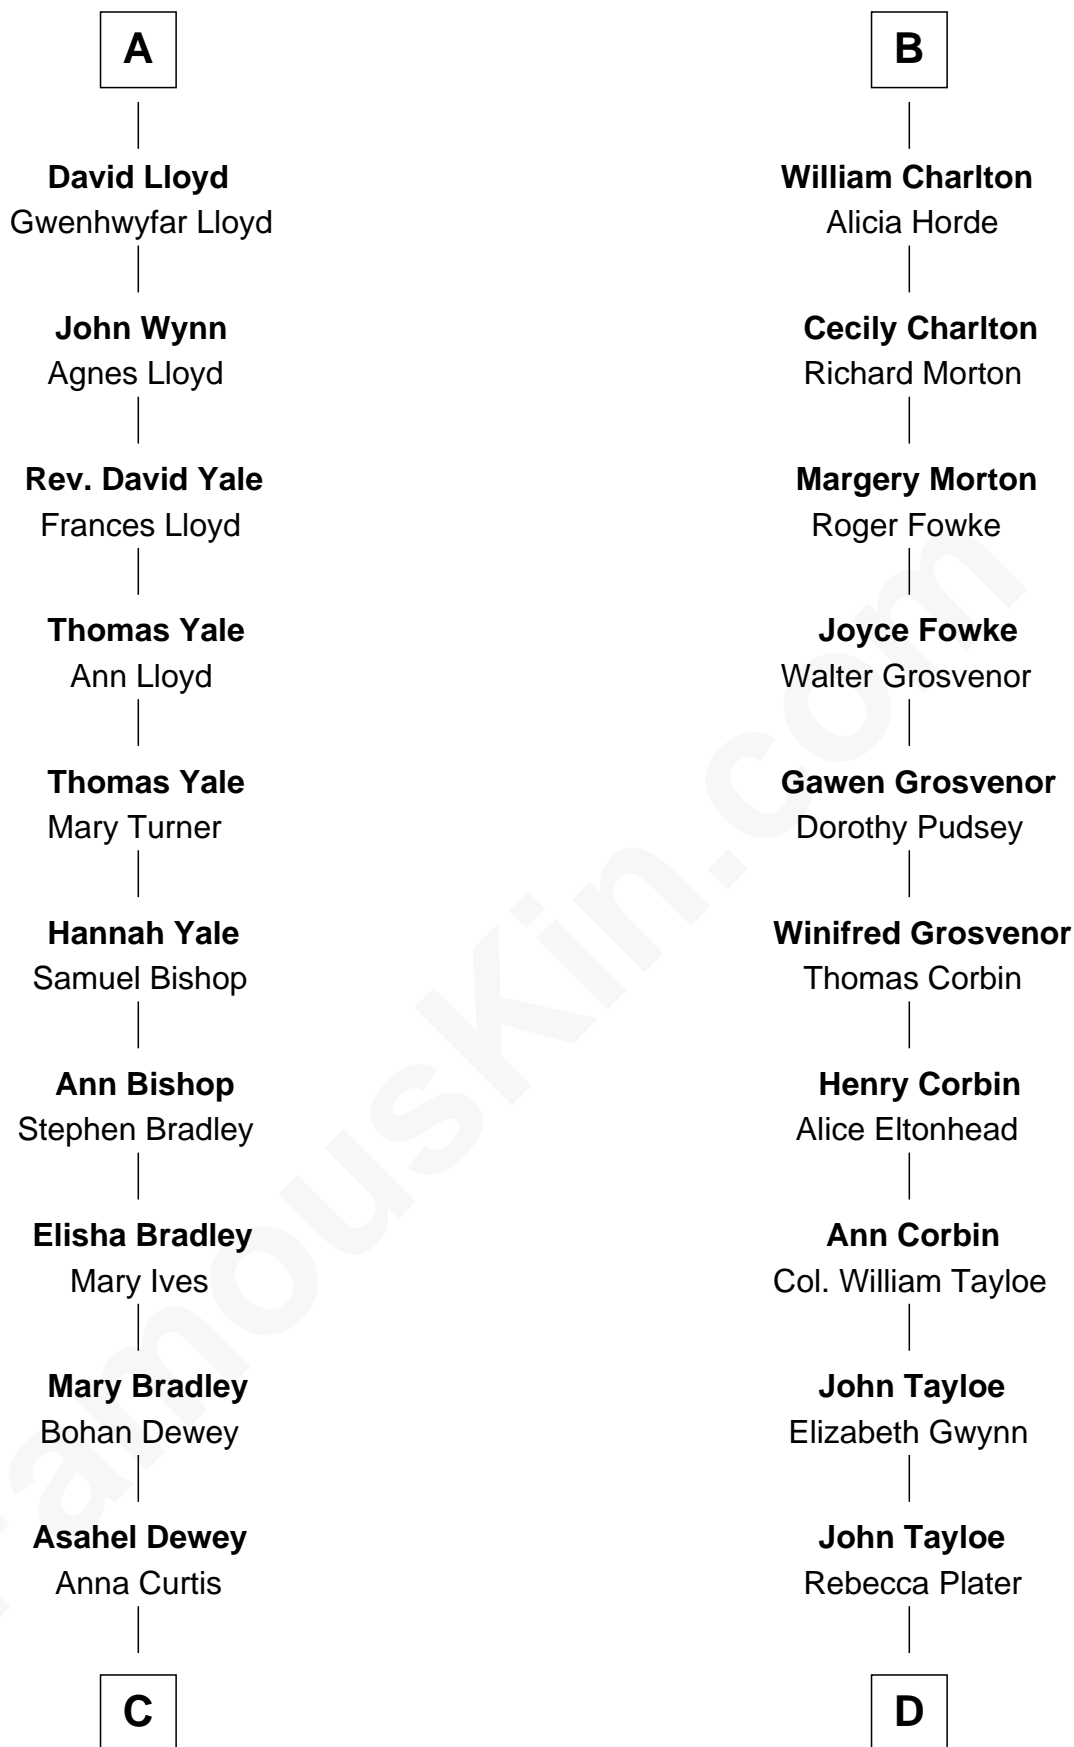 A
David Lloyd
Gwenhwyfar Lloyd
John Wynn
Agnes Lloyd
Rev. David Yale
Frances Lloyd
Thomas Yale
Ann Lloyd
Thomas Yale
Mary Turner
Hannah Yale
Samuel Bishop
Ann Bishop
Stephen Bradley
Elisha Bradley
Mary Ives
Mary Bradley
Bohan Dewey
Asahel Dewey
Anna Curtis
C
B
William Charlton
Alicia Horde
Cecily Charlton
Richard Morton
Margery Morton
Roger Fowke
Joyce Fowke
Walter Grosvenor
Gawen Grosvenor
Dorothy Pudsey
Winifred Grosvenor
Thomas Corbin
Henry Corbin
Alice Eltonhead
Ann Corbin
Col. William Tayloe
John Tayloe
Elizabeth Gwynn
John Tayloe
Rebecca Plater
D
FamousKin.com